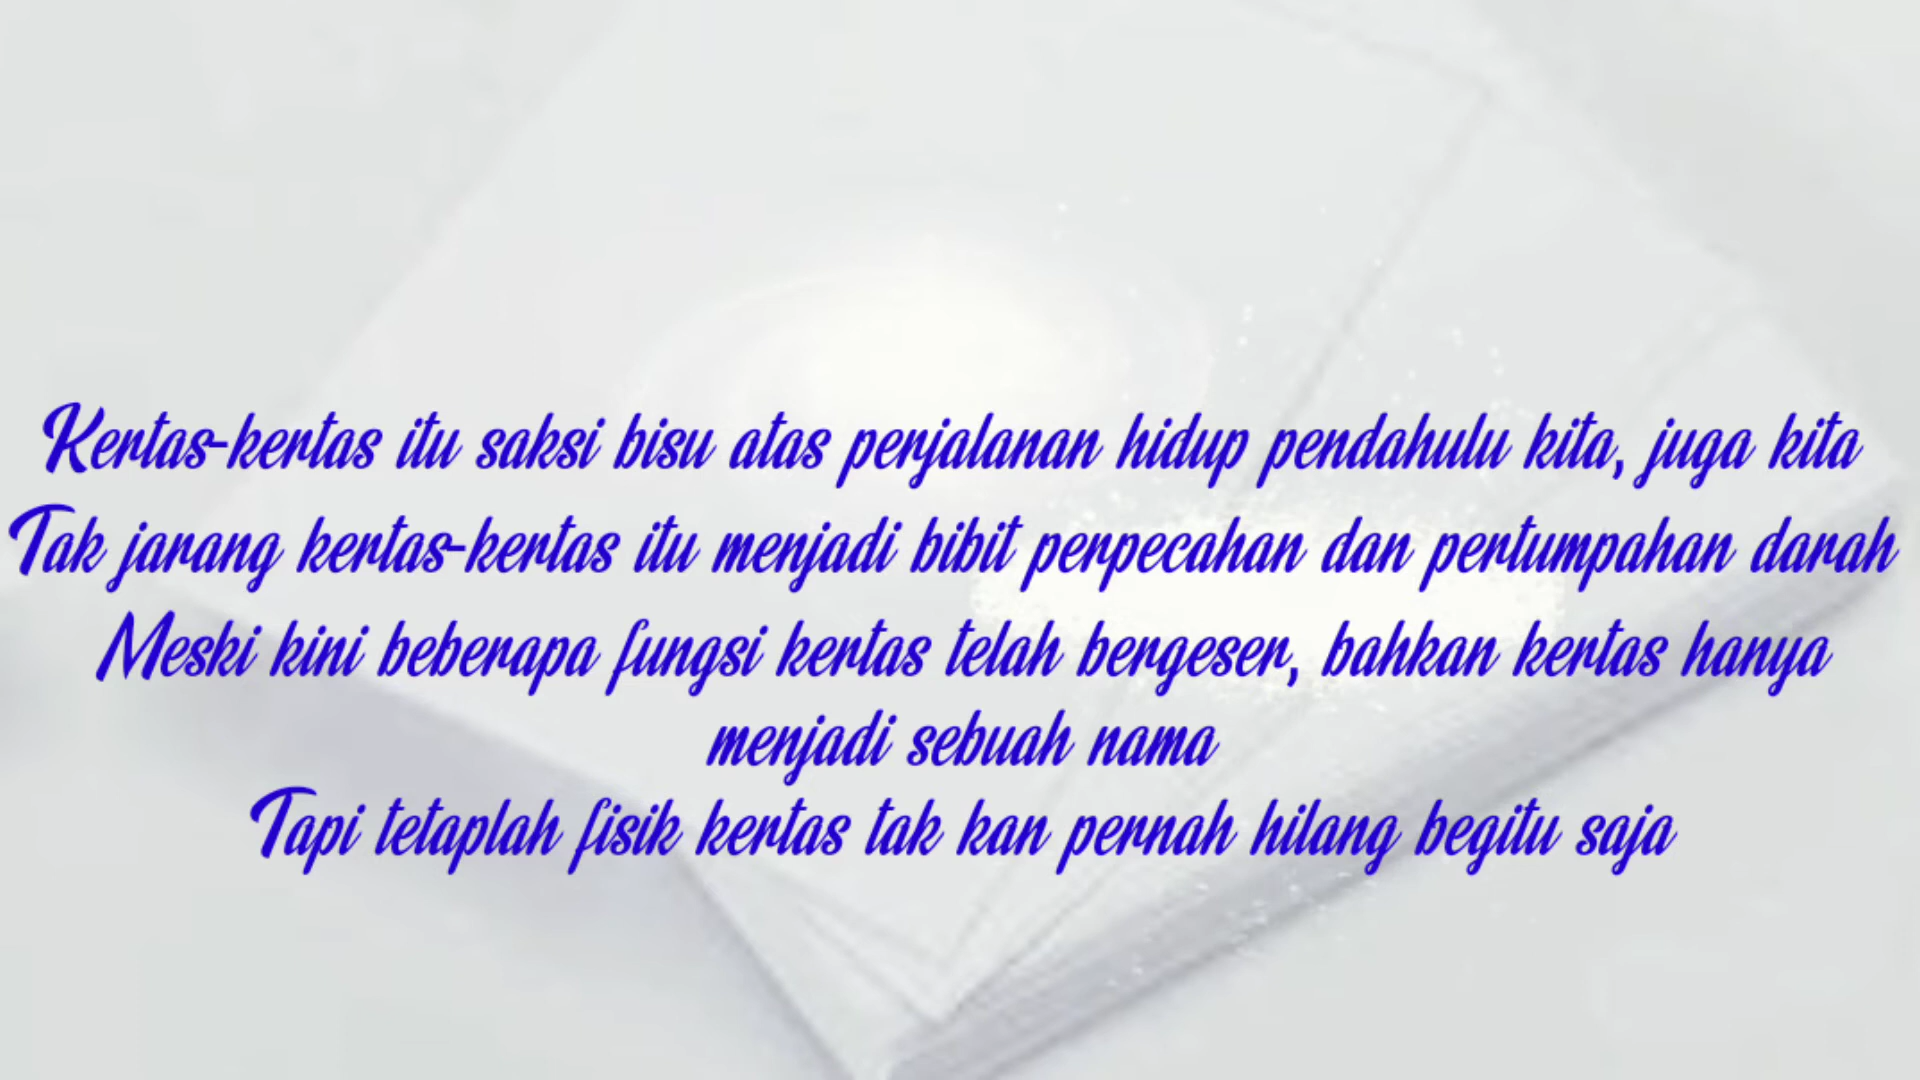 Kertas-kertas itu saksi bisu atas perjalanan hidup pendahulu kita, juga kita
Tak jarang kertas-kertas itu menjadi bibit perpecahan dan pertumpahan darah
Meski kini beberapa fungsi kertas telah bergeser, bahkan kertas hanya
menjadi sebuah nama
Tapi tetaplah fisik kertas tak kan pernah hilang begitu saja